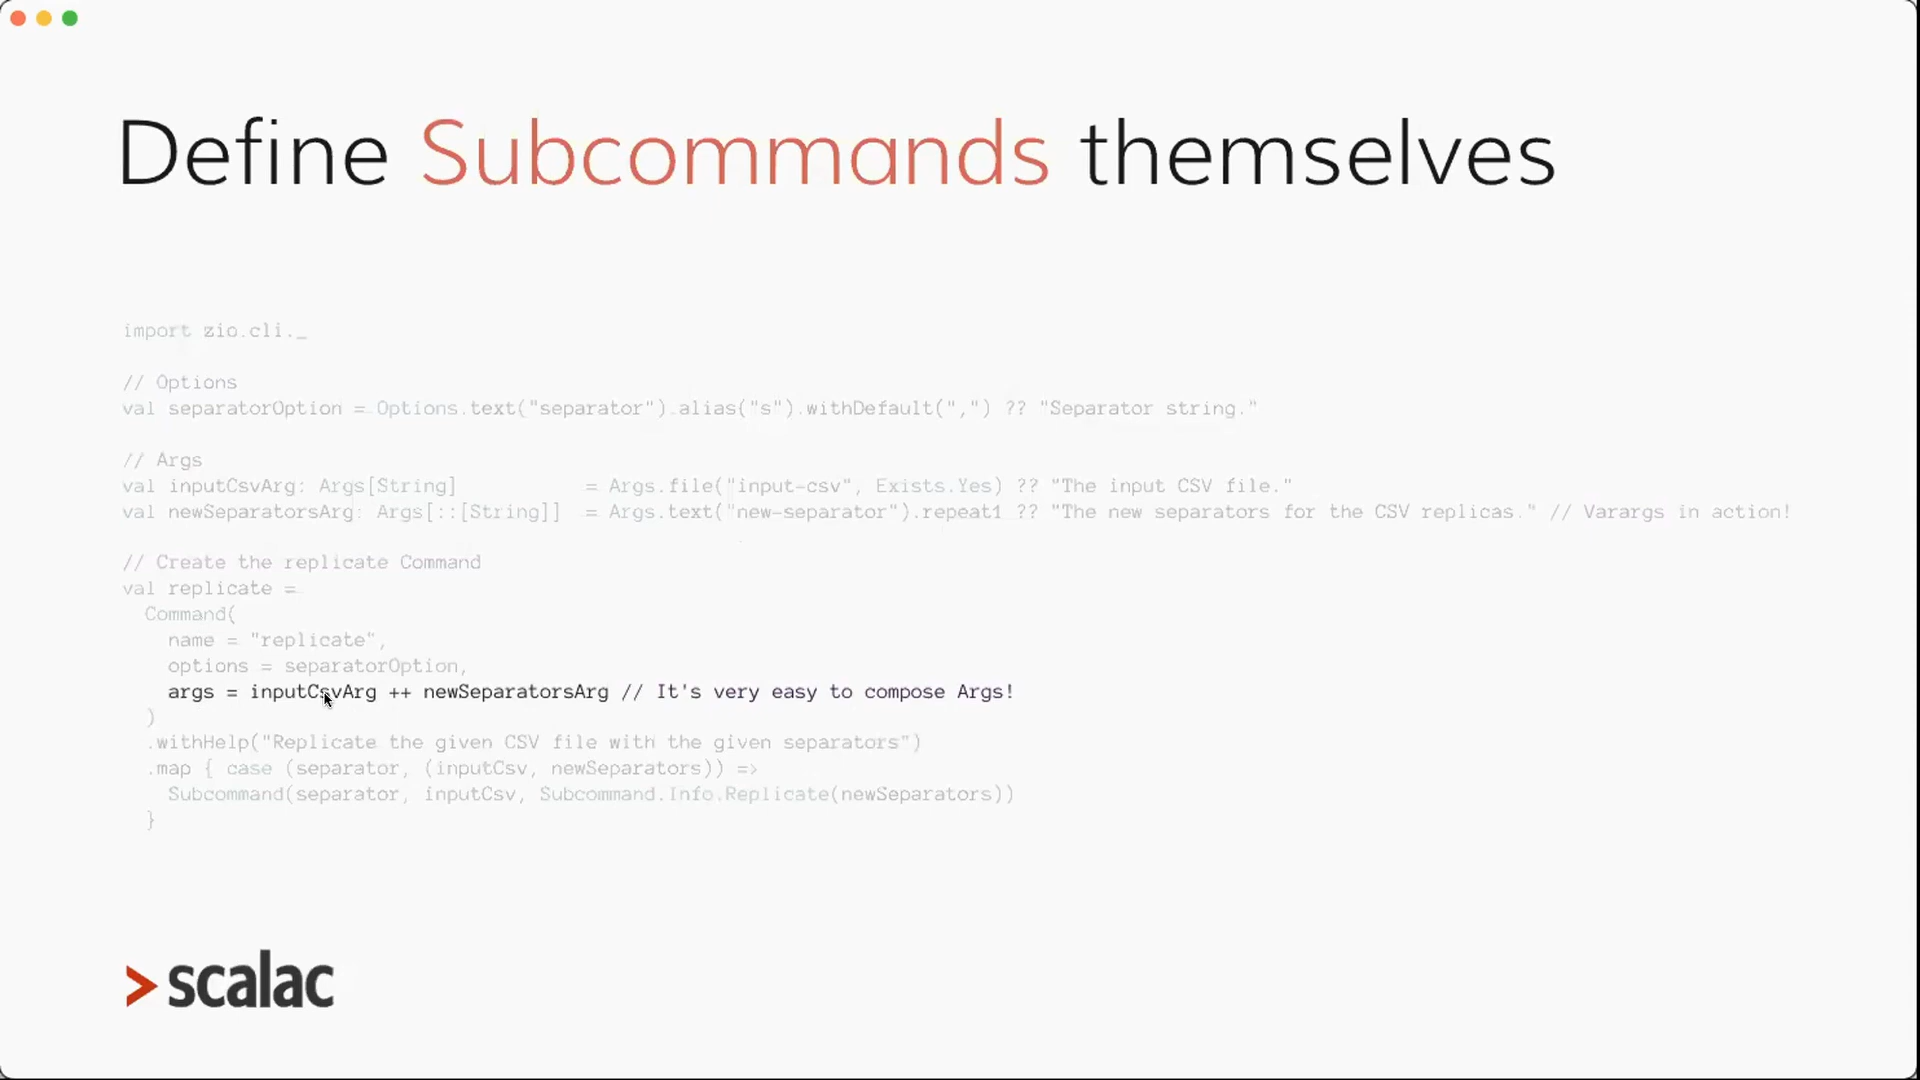 Define Subcommands themselves
import zio.cli._
// Options
val separatorOption = Options.text("separator").alias("s").withDefault(",") ?? "Separator string."
// Args
val inputCsvArg: Args[String] = Args.file("input-csv", Exists.Yes) ?? "The input CSV file."
val newSeparatorsArg: Args[::[String]] = Args.text("new-separator").repeat1 ?? "The new separators for the CSV replicas." // Varargs in action!
// Create the replicate Command
val replicate =
Command(
name = "replicate",
options = separatorOption,
args = inputCsvArg ++ newSeparatorsArg // It's very easy to compose Args!
)
.withHelp("Replicate the given CSV file with the given separators")
.map { case (separator, (inputCsv, newSeparators)) =>
Subcommand(separator, inputCsv, Subcommand.Info.Replicate(newSeparators))
}
scalac